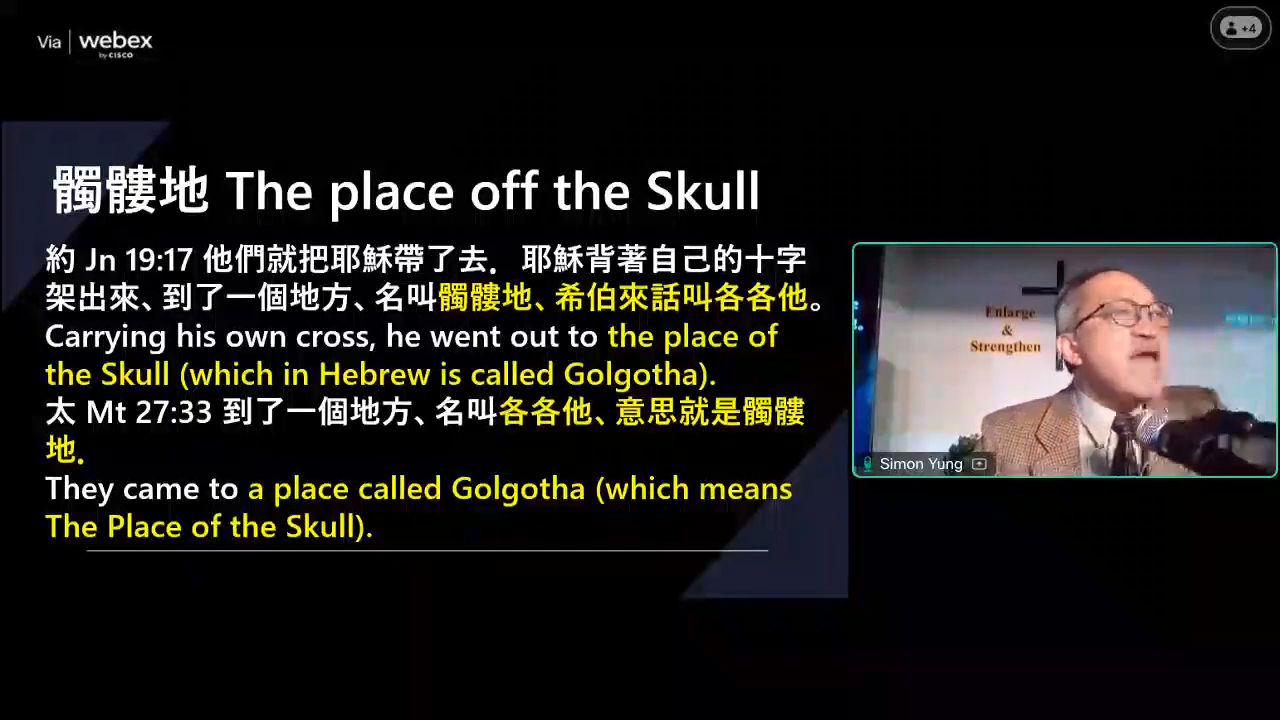 Via webex
by CISCO
+4
髑髏地 The place off the Skull
約 Jn 19:17 他們就把耶穌帶了去．耶穌背著自己的十字
架出來、到了一個地方、名叫髑髏地、希伯來話叫各各他。
Carrying his own cross, he went out to the place of
the Skull (which in Hebrew is called Golgotha).
太 Mt 27:33 到了一個地方、名叫各各他、意思就是髑髏
地．
They came to a place called Golgotha (which means
The Place of the Skull).
Enlarge
&
Strengthen
Simon Yung